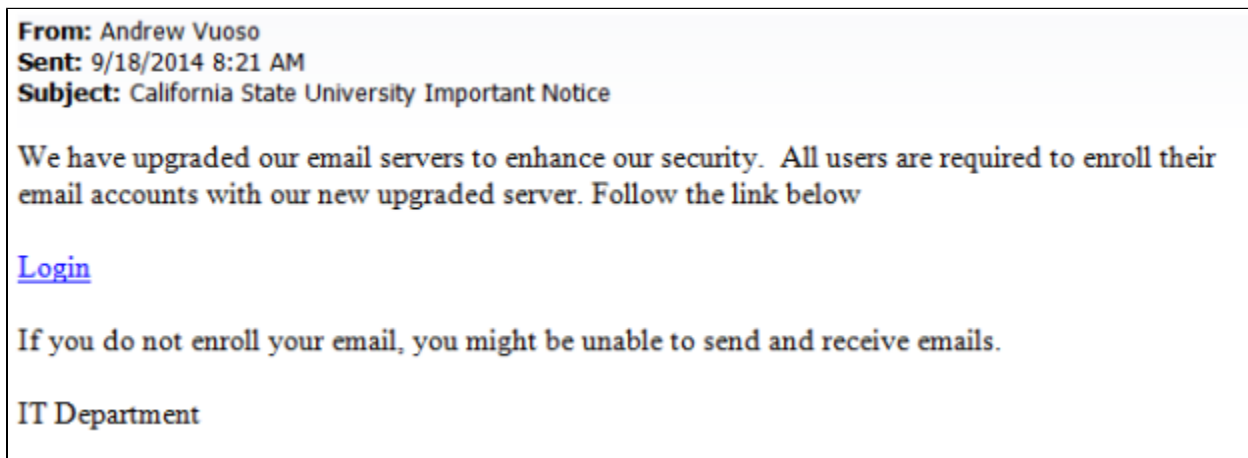 From: Andrew Vuoso
Sent: 9/18/2014 8:21 AM
Subject: California State University Important Notice
We have upgraded our email servers to enhance our security.  All users are required to enroll their
email accounts with our new upgraded server. Follow the link below
Login
If you do not enroll your email, you might be unable to send and receive emails.
IT Department